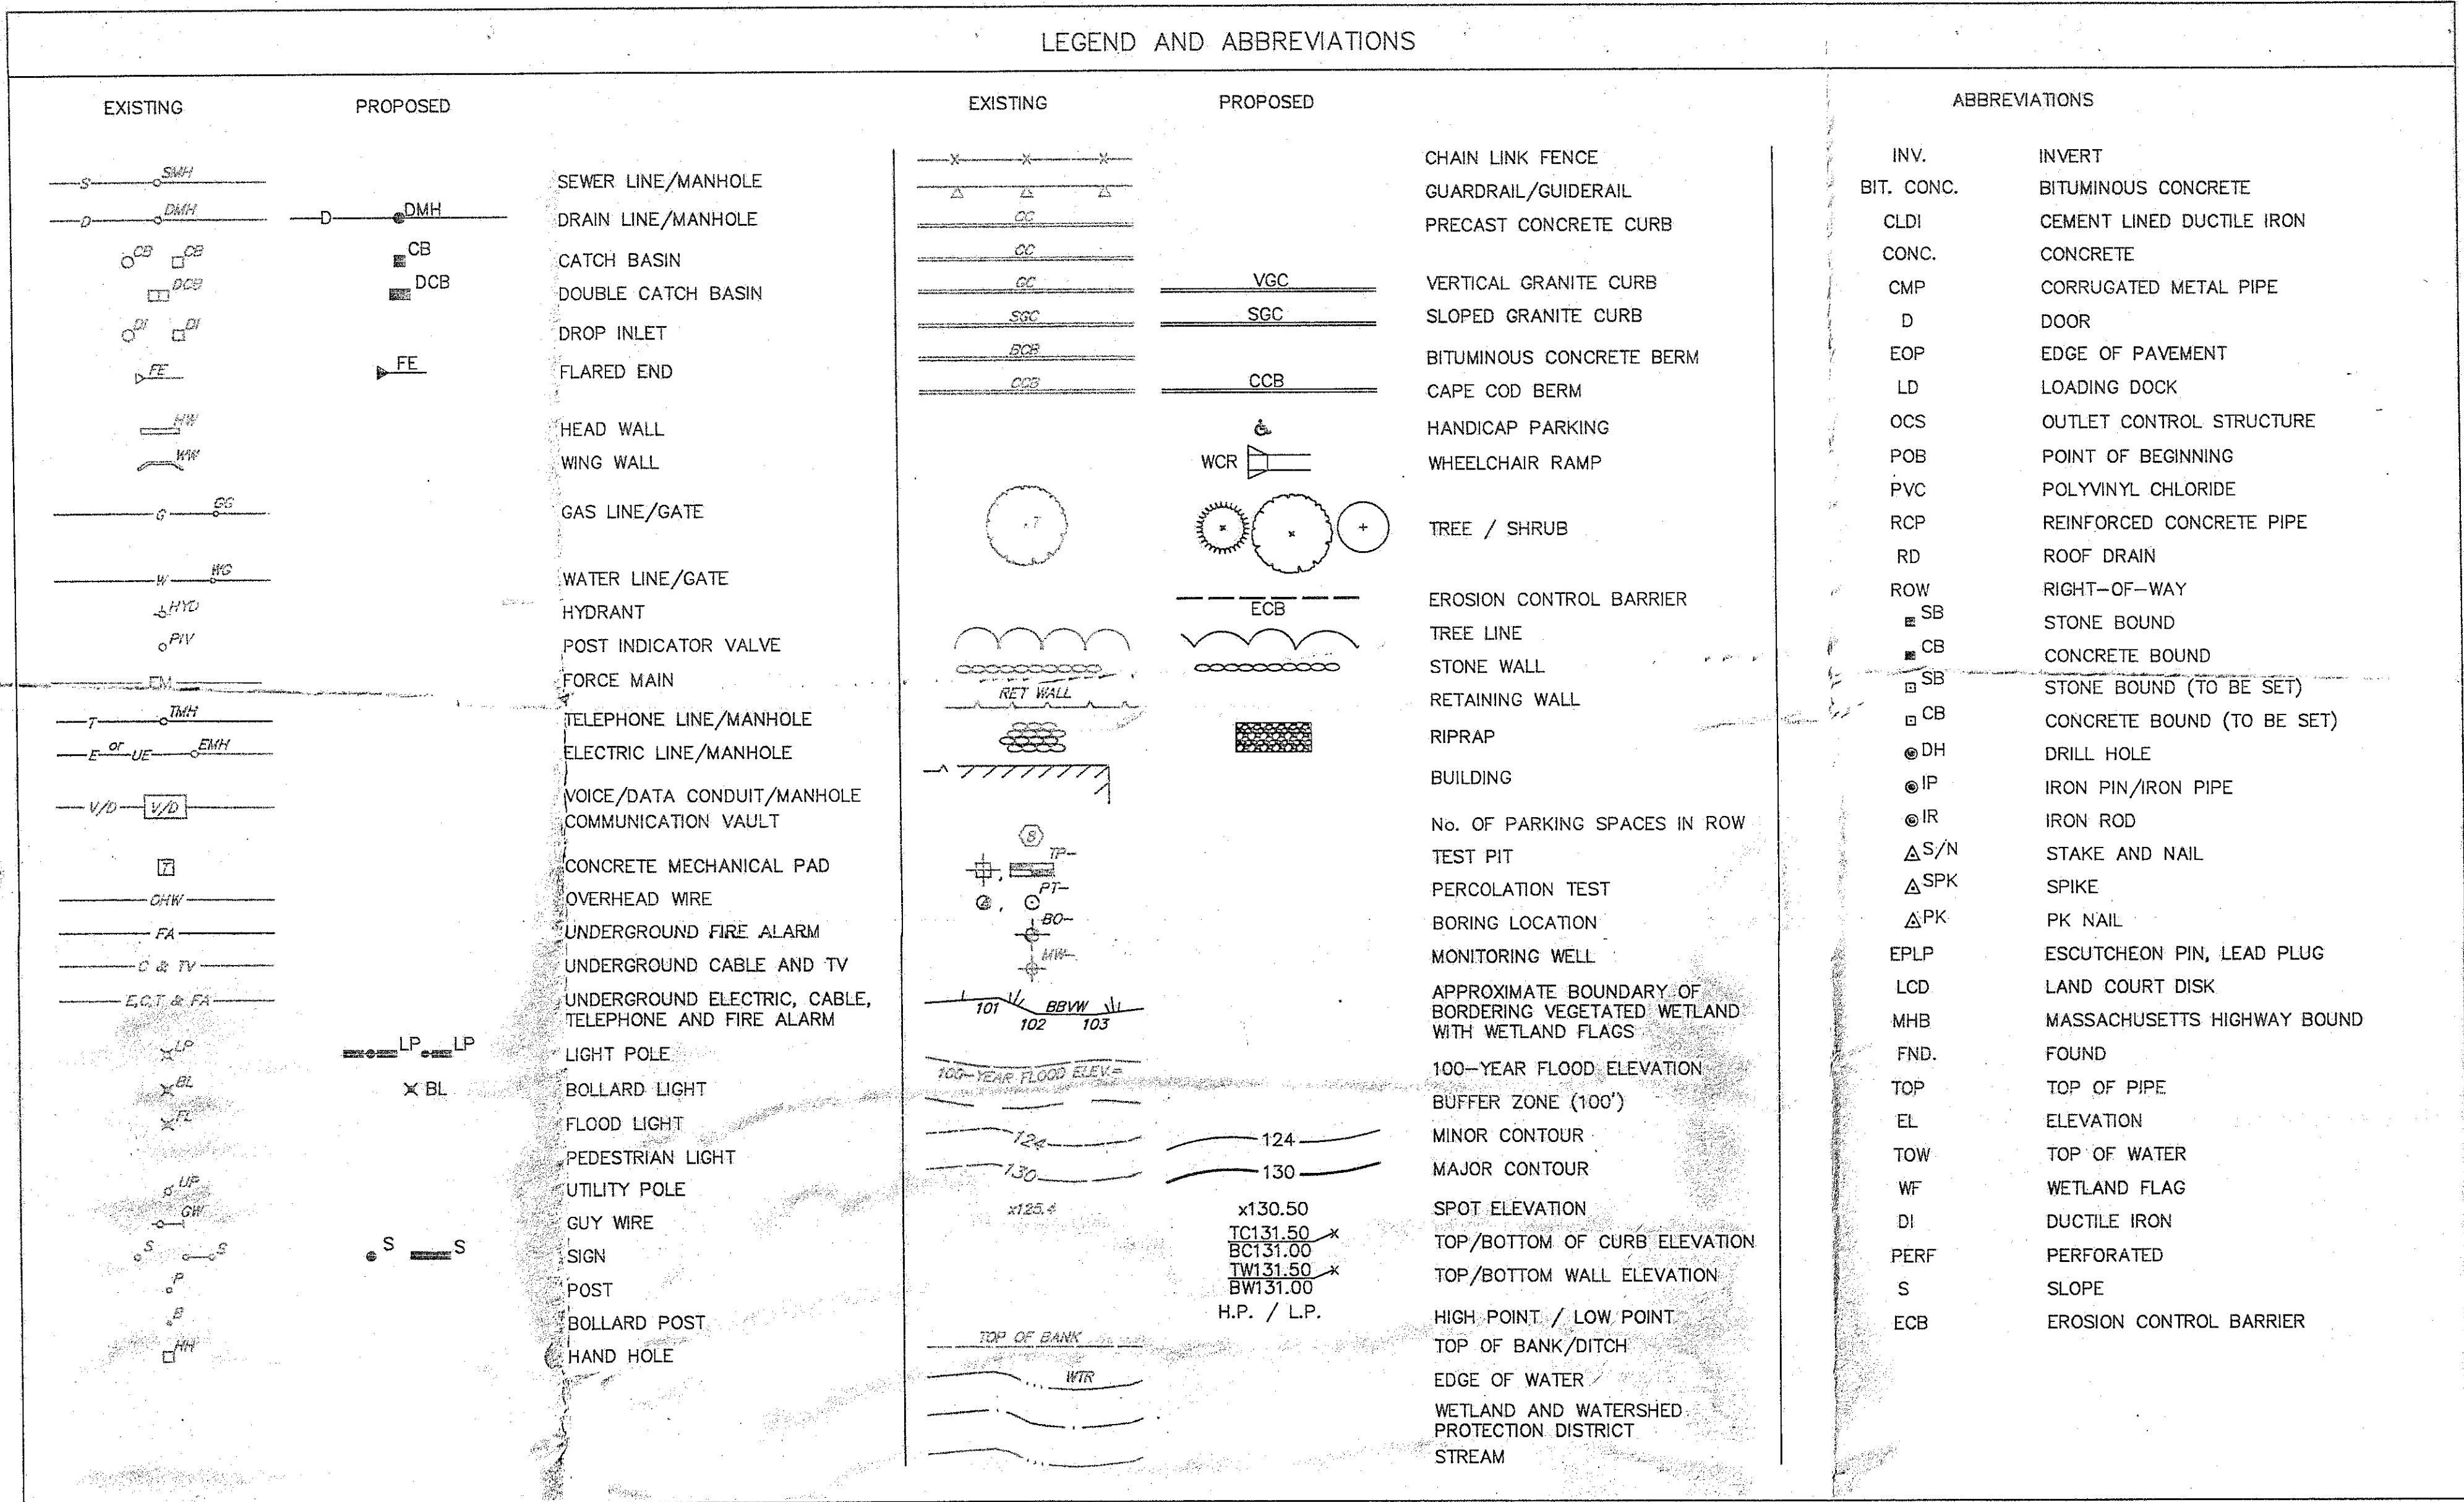 LEGEND AND ABBREVIATIONS
EXISTING PROPOSED
S SMH SEWER LINE/MANHOLE
D DMH D DMH DRAIN LINE/MANHOLE
CB CB CB CATCH BASIN
DCB DCB DOUBLE CATCH BASIN
DI DI DROP INLET
FE FE FLARED END
HW HEAD WALL
WW WING WALL
G GG GAS LINE/GATE
W WG WATER LINE/GATE
HYD HYDRANT
PIV POST INDICATOR VALVE
FM FORCE MAIN
T TMH TELEPHONE LINE/MANHOLE
E or UE EMH ELECTRIC LINE/MANHOLE
V/D V/D VOICE/DATA CONDUIT/MANHOLE
COMMUNICATION VAULT
T CONCRETE MECHANICAL PAD
OHW OVERHEAD WIRE
FA UNDERGROUND FIRE ALARM
C & TV UNDERGROUND CABLE AND TV
E,C,T & FA UNDERGROUND ELECTRIC, CABLE,
TELEPHONE AND FIRE ALARM
LP LP LP LIGHT POLE
BL BL BOLLARD LIGHT
FL FLOOD LIGHT
PEDESTRIAN LIGHT
UP UTILITY POLE
GW GUY WIRE
S S S S SIGN
P POST
B BOLLARD POST
HH HAND HOLE
EXISTING PROPOSED
X X X CHAIN LINK FENCE
GUARDRAIL/GUIDERAIL
CC PRECAST CONCRETE CURB
CC
GC VGC VERTICAL GRANITE CURB
SGC SGC SLOPED GRANITE CURB
BCB BITUMINOUS CONCRETE BERM
CCB CCB CAPE COD BERM
HANDICAP PARKING
WCR WHEELCHAIR RAMP
T TREE / SHRUB
ECB EROSION CONTROL BARRIER
TREE LINE
STONE WALL
RET WALL RETAINING WALL
RIPRAP
BUILDING
8 No. OF PARKING SPACES IN ROW
TP- TEST PIT
, PT- PERCOLATION TEST
BO- BORING LOCATION
MW- MONITORING WELL
101 102 BBVW 103 APPROXIMATE BOUNDARY OF
BORDERING VEGETATED WETLAND
WITH WETLAND FLAGS
100-YEAR FLOOD ELEV.= 100-YEAR FLOOD ELEVATION
BUFFER ZONE (100')
124 124 MINOR CONTOUR
130 130 MAJOR CONTOUR
x125.4 x130.50 SPOT ELEVATION
TC131.50 x
BC131.00 TOP/BOTTOM OF CURB ELEVATION
TW131.50 x
BW131.00 TOP/BOTTOM WALL ELEVATION
H.P. / L.P. HIGH POINT / LOW POINT
TOP OF BANK TOP OF BANK/DITCH
WTR EDGE OF WATER
WETLAND AND WATERSHED
PROTECTION DISTRICT
STREAM
ABBREVIATIONS
INV. INVERT
BIT. CONC. BITUMINOUS CONCRETE
CLDI CEMENT LINED DUCTILE IRON
CONC. CONCRETE
CMP CORRUGATED METAL PIPE
D DOOR
EOP EDGE OF PAVEMENT
LD LOADING DOCK
OCS OUTLET CONTROL STRUCTURE
POB POINT OF BEGINNING
PVC POLYVINYL CHLORIDE
RCP REINFORCED CONCRETE PIPE
RD ROOF DRAIN
ROW RIGHT-OF-WAY
SB STONE BOUND
CB CONCRETE BOUND
SB STONE BOUND (TO BE SET)
CB CONCRETE BOUND (TO BE SET)
DH DRILL HOLE
IP IRON PIN/IRON PIPE
IR IRON ROD
S/N STAKE AND NAIL
SPK SPIKE
PK PK NAIL
EPLP ESCUTCHEON PIN, LEAD PLUG
LCD LAND COURT DISK
MHB MASSACHUSETTS HIGHWAY BOUND
FND. FOUND
TOP TOP OF PIPE
EL ELEVATION
TOW TOP OF WATER
WF WETLAND FLAG
DI DUCTILE IRON
PERF PERFORATED
S SLOPE
ECB EROSION CONTROL BARRIER